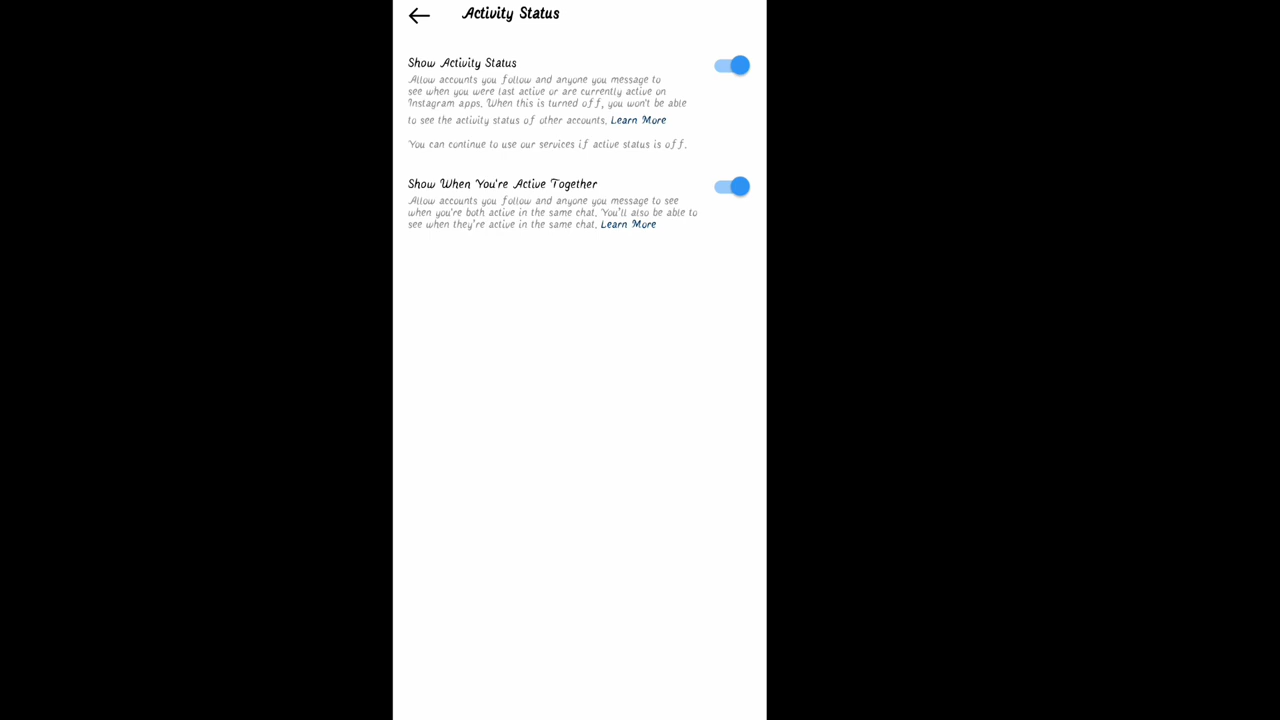 Activity Status
Show Activity Status
Allow accounts you follow and anyone you message to
see when you were last active or are currently active on
Instagram apps. When this is turned off, you won't be able
to see the activity status of other accounts. Learn More
You can continue to use our services if active status is off.
Show When You're Active Together
Allow accounts you follow and anyone you message to see
when you're both active in the same chat. You'll also be able to
see when they're active in the same chat. Learn More